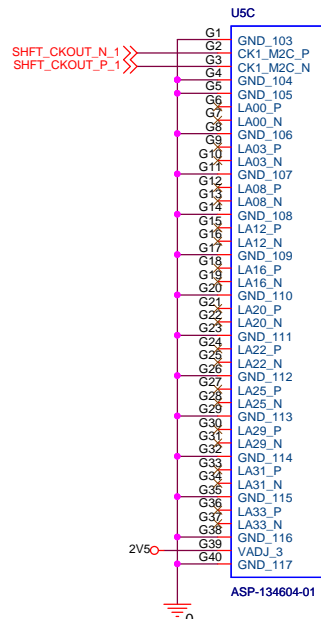 U5C
G1 GND_103
SHFT_CKOUT_N_1 G2 CK1_M2C_P
SHFT_CKOUT_P_1 G3 CK1_M2C_N
G4 GND_104
G5 GND_105
G6 LA00_P
G7 LA00_N
G8 GND_106
G9 LA03_P
G10 LA03_N
G11 GND_107
G12 LA08_P
G13 LA08_N
G14 GND_108
G15 LA12_P
G16 LA12_N
G17 GND_109
G18 LA16_P
G19 LA16_N
G20 GND_110
G21 LA20_P
G22 LA20_N
G23 GND_111
G24 LA22_P
G25 LA22_N
G26 GND_112
G27 LA25_P
G28 LA25_N
G29 GND_113
G30 LA29_P
G31 LA29_N
G32 GND_114
G33 LA31_P
G34 LA31_N
G35 GND_115
G36 LA33_P
G37 LA33_N
G38 GND_116
2V5 G39 VADJ_3
G40 GND_117
ASP-134604-01
0